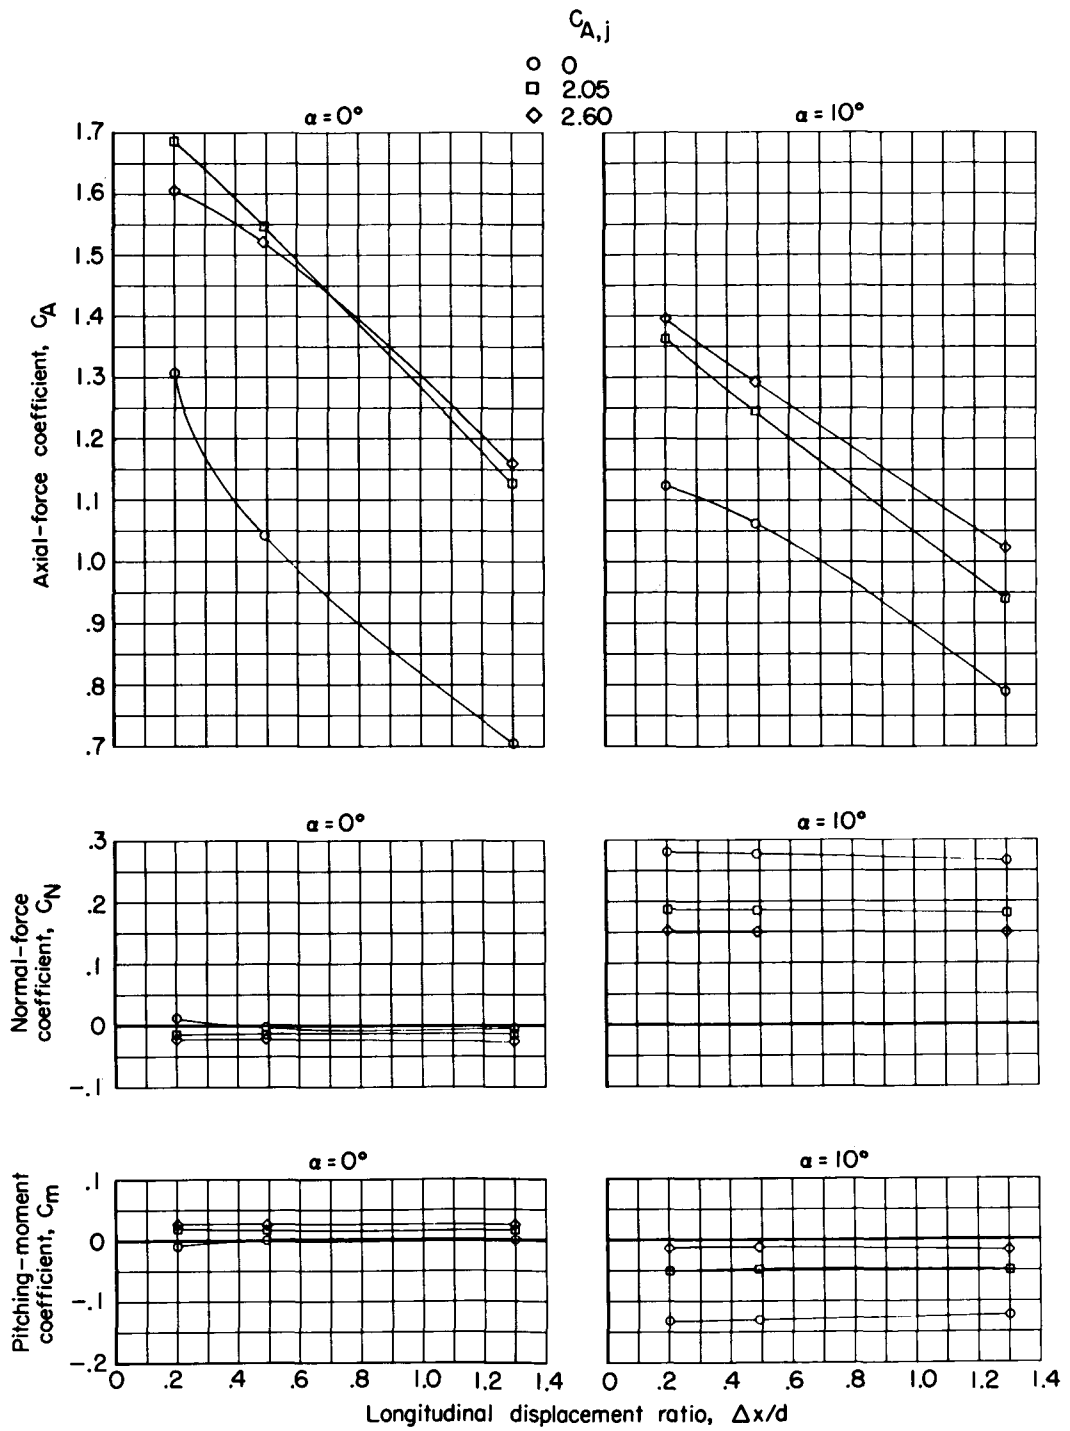 C_A,j
0
2.05
2.60
α = 0°
α = 10°
1.7
1.6
1.5
1.4
1.3
1.2
1.1
1.0
.9
.8
.7
Axial-force coefficient, C_A
α = 0°
α = 10°
.3
.2
.1
0
-.1
Normal-force
coefficient, C_N
α = 0°
α = 10°
.1
0
-.1
-.2
Pitching-moment
coefficient, C_m
0 .2 .4 .6 .8 1.0 1.2 1.4
0 .2 .4 .6 .8 1.0 1.2 1.4
Longitudinal displacement ratio, Δx/d